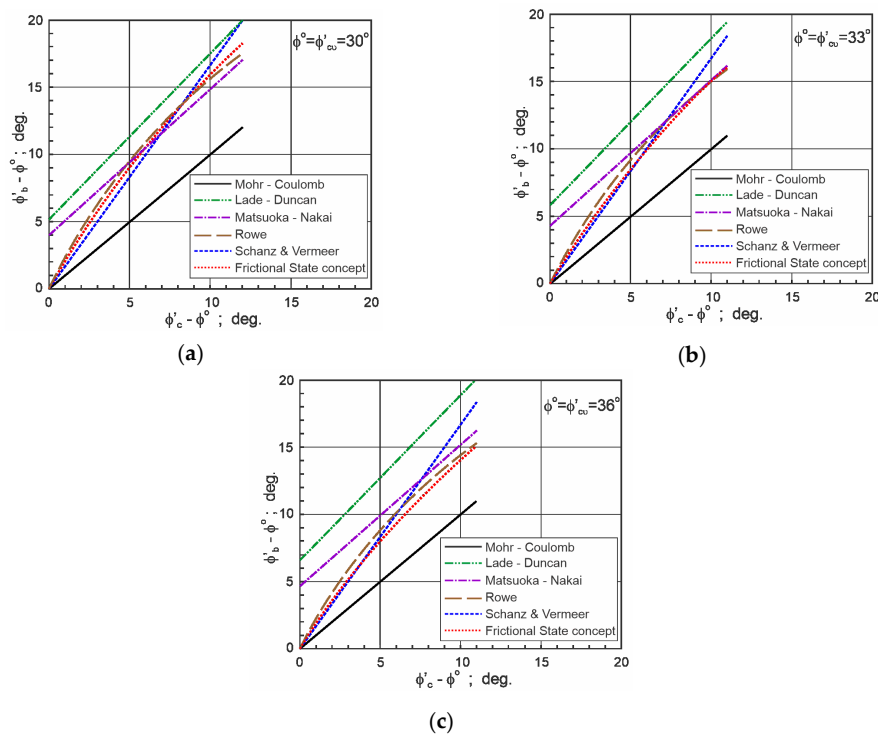 20
15
10
5
0
ϕ'b - ϕ° ; deg.
ϕ°=ϕ'cυ=30°
Mohr - Coulomb
Lade - Duncan
Matsuoka - Nakai
Rowe
Schanz & Vermeer
Frictional State concept
0 5 10 15 20
ϕ'c - ϕ° ; deg.
(a)
20
15
10
5
0
ϕ'b - ϕ° ; deg.
ϕ°=ϕ'cυ=33°
Mohr - Coulomb
Lade - Duncan
Matsuoka - Nakai
Rowe
Schanz & Vermeer
Frictional State concept
0 5 10 15 20
ϕ'c - ϕ° ; deg.
(b)
20
15
10
5
0
ϕ'b - ϕ° ; deg.
ϕ°=ϕ'cυ=36°
Mohr - Coulomb
Lade - Duncan
Matsuoka - Nakai
Rowe
Schanz & Vermeer
Frictional State concept
0 5 10 15 20
ϕ'c - ϕ° ; deg.
(c)